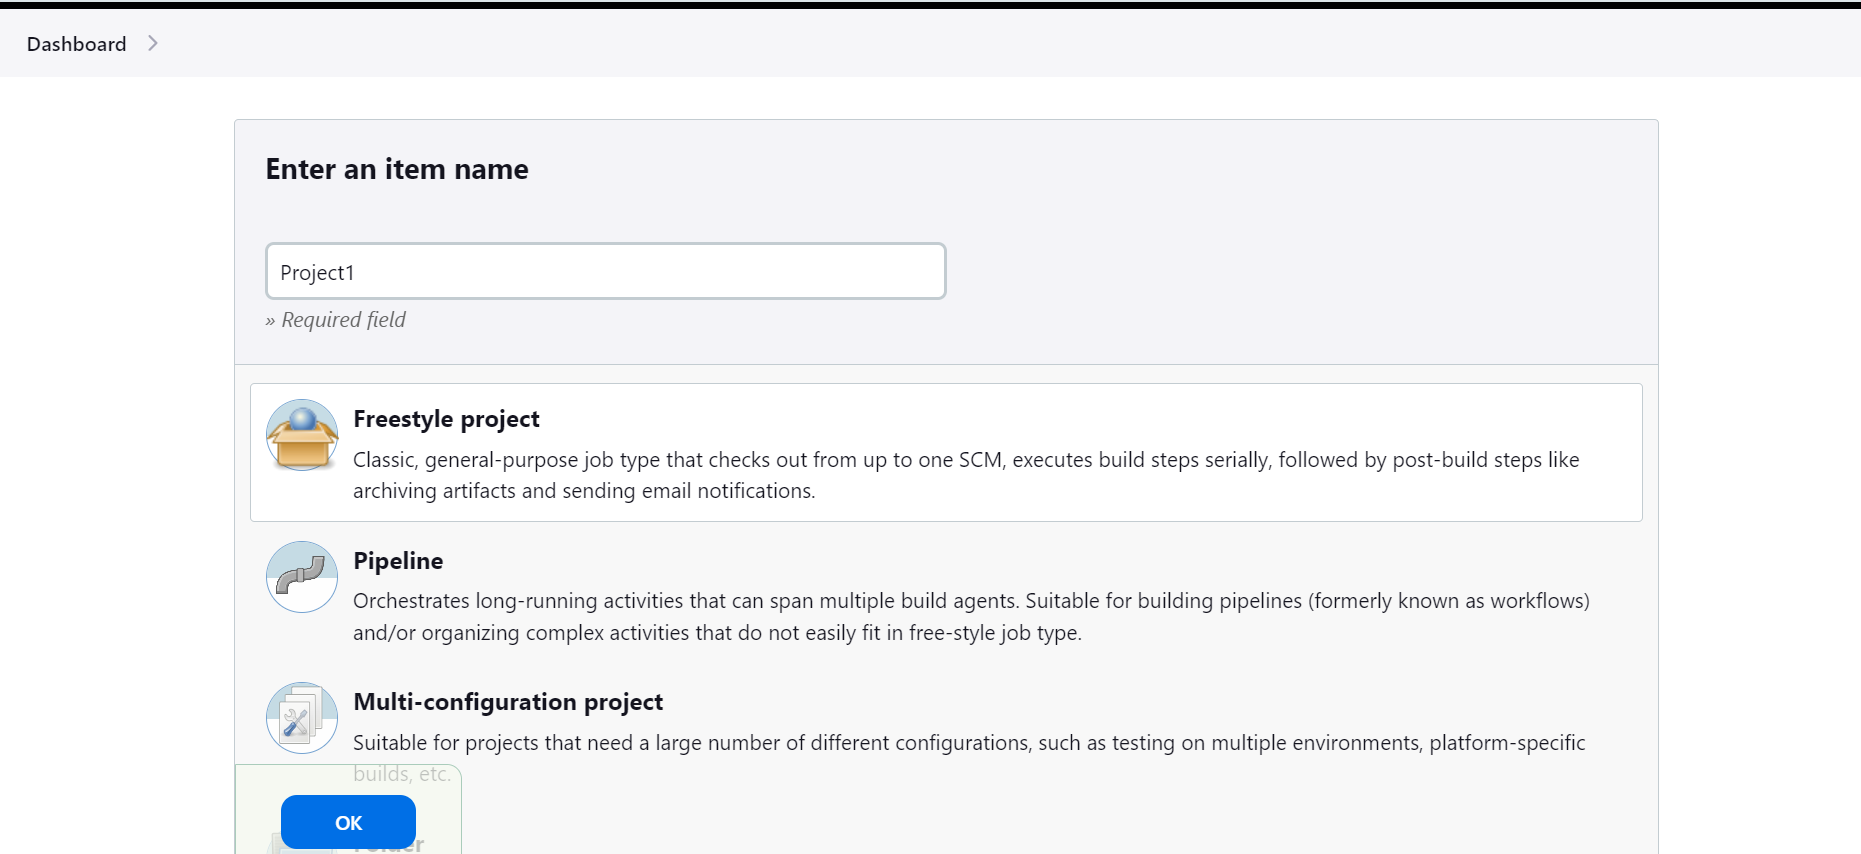 Dashboard
Enter an item name
Project1
» Required field
Freestyle project
Classic, general-purpose job type that checks out from up to one SCM, executes build steps serially, followed by post-build steps like
archiving artifacts and sending email notifications.
Pipeline
Orchestrates long-running activities that can span multiple build agents. Suitable for building pipelines (formerly known as workflows)
and/or organizing complex activities that do not easily fit in free-style job type.
Multi-configuration project
Suitable for projects that need a large number of different configurations, such as testing on multiple environments, platform-specific
builds, etc.
OK
Folder